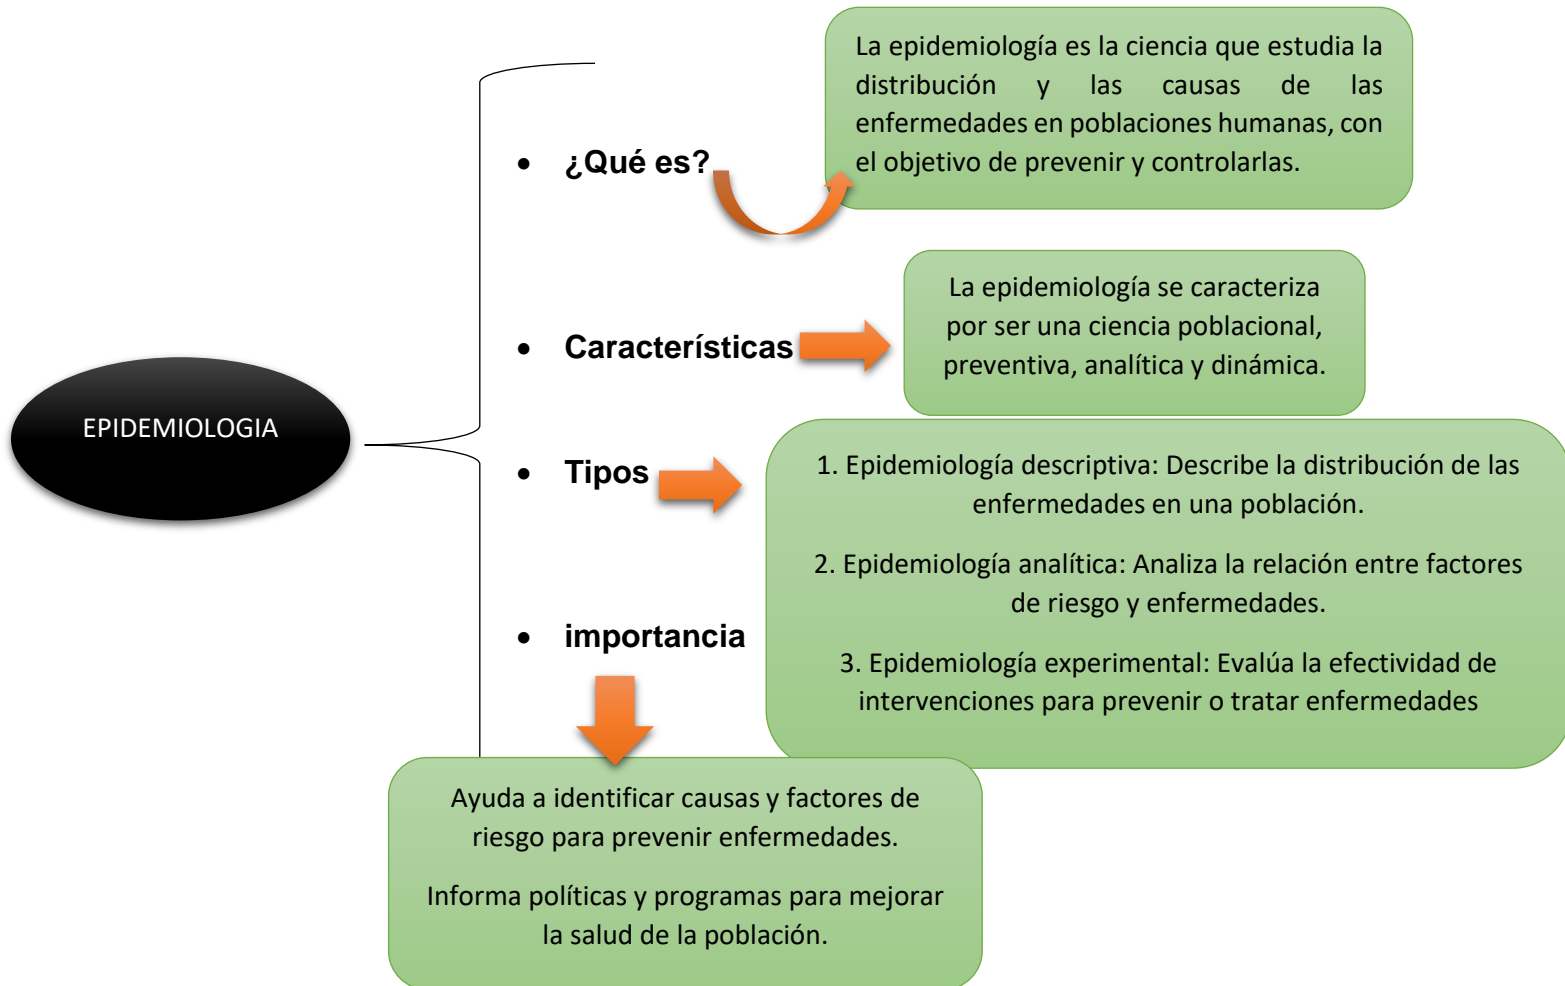 La epidemiología es la ciencia que estudia la
distribución y las causas de las
enfermedades en poblaciones humanas, con
el objetivo de prevenir y controlarlas.
• ¿Qué es?
La epidemiología se caracteriza
por ser una ciencia poblacional,
preventiva, analítica y dinámica.
• Características
EPIDEMIOLOGIA
• Tipos
1. Epidemiología descriptiva: Describe la distribución de las
enfermedades en una población.
2. Epidemiología analítica: Analiza la relación entre factores
de riesgo y enfermedades.
3. Epidemiología experimental: Evalúa la efectividad de
intervenciones para prevenir o tratar enfermedades
• importancia
Ayuda a identificar causas y factores de
riesgo para prevenir enfermedades.
Informa políticas y programas para mejorar
la salud de la población.